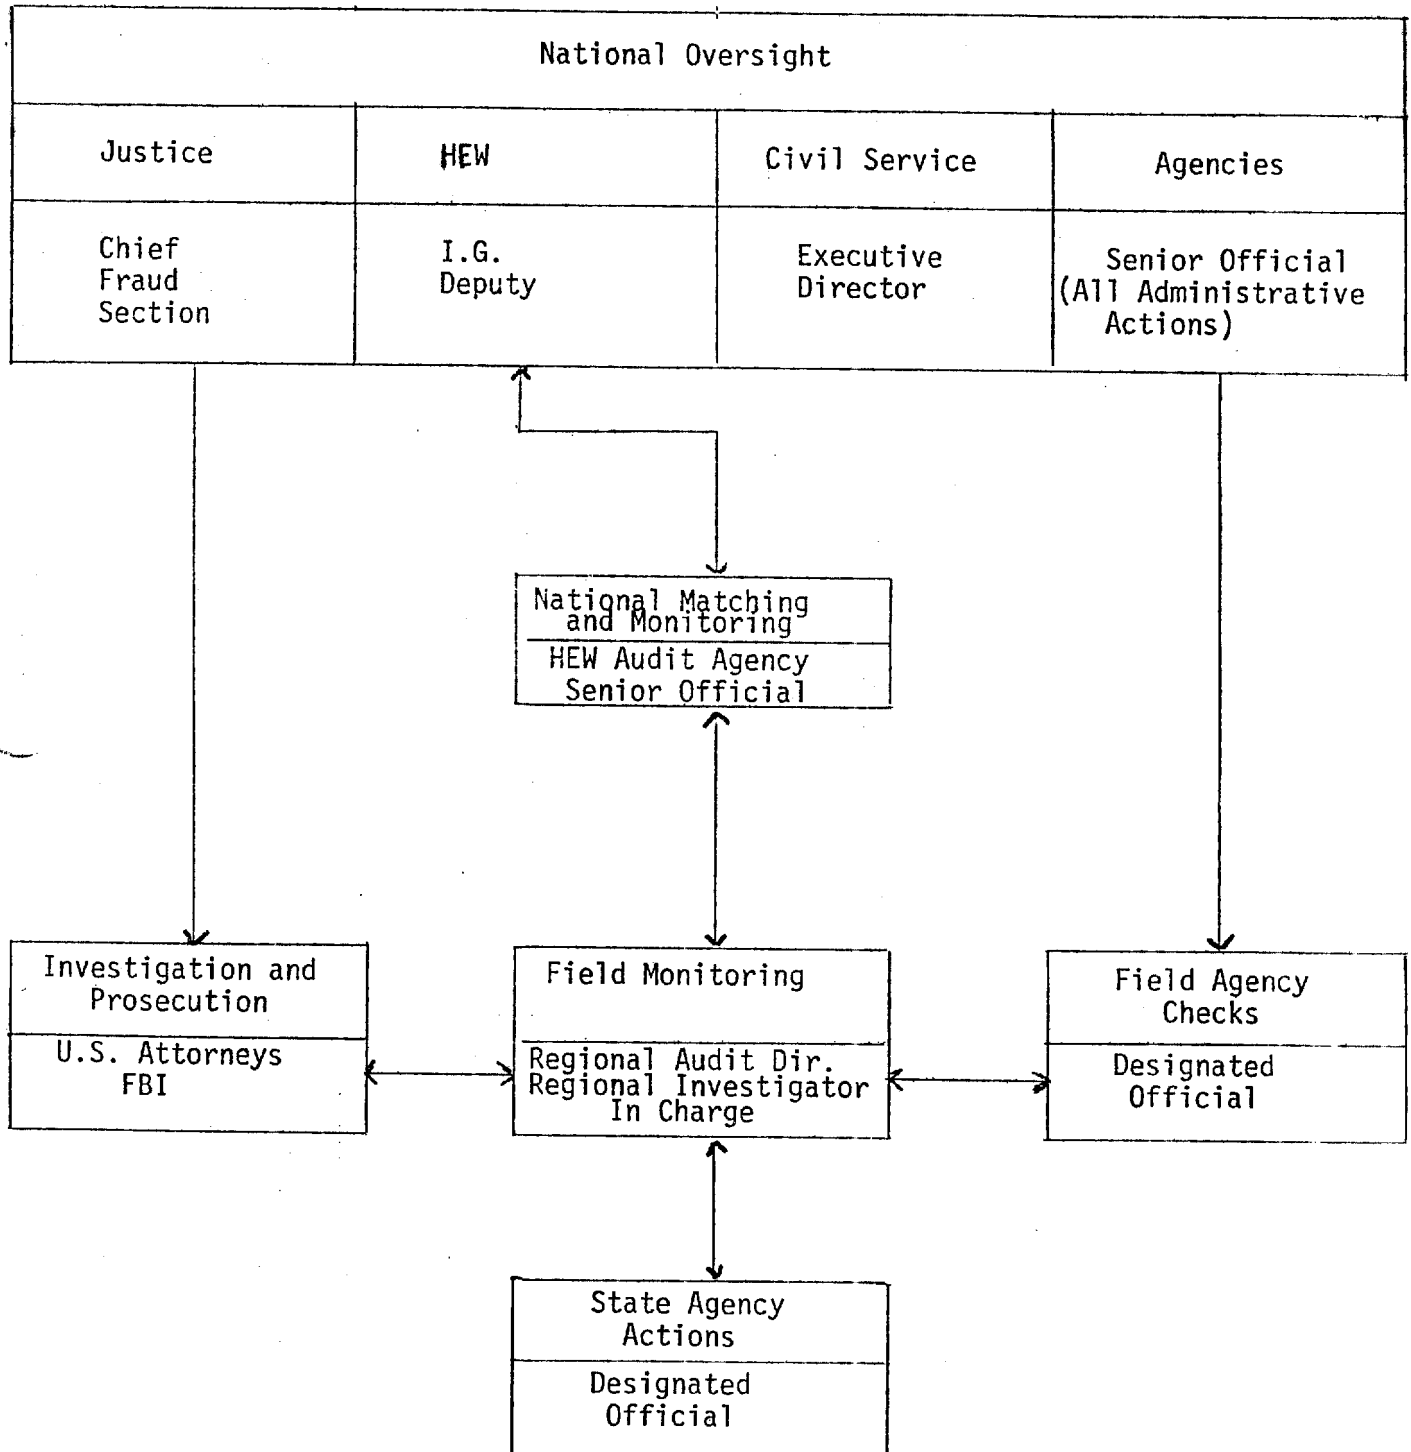 National Oversight
Justice
HEW
Civil Service
Agencies
Chief
Fraud
Section
I.G.
Deputy
Executive
Director
Senior Official
(All Administrative
Actions)
National Matching
and Monitoring
HEW Audit Agency
Senior Official
Investigation and
Prosecution
U.S. Attorneys
FBI
Field Monitoring
Regional Audit Dir.
Regional Investigator
In Charge
Field Agency
Checks
Designated
Official
State Agency
Actions
Designated
Official